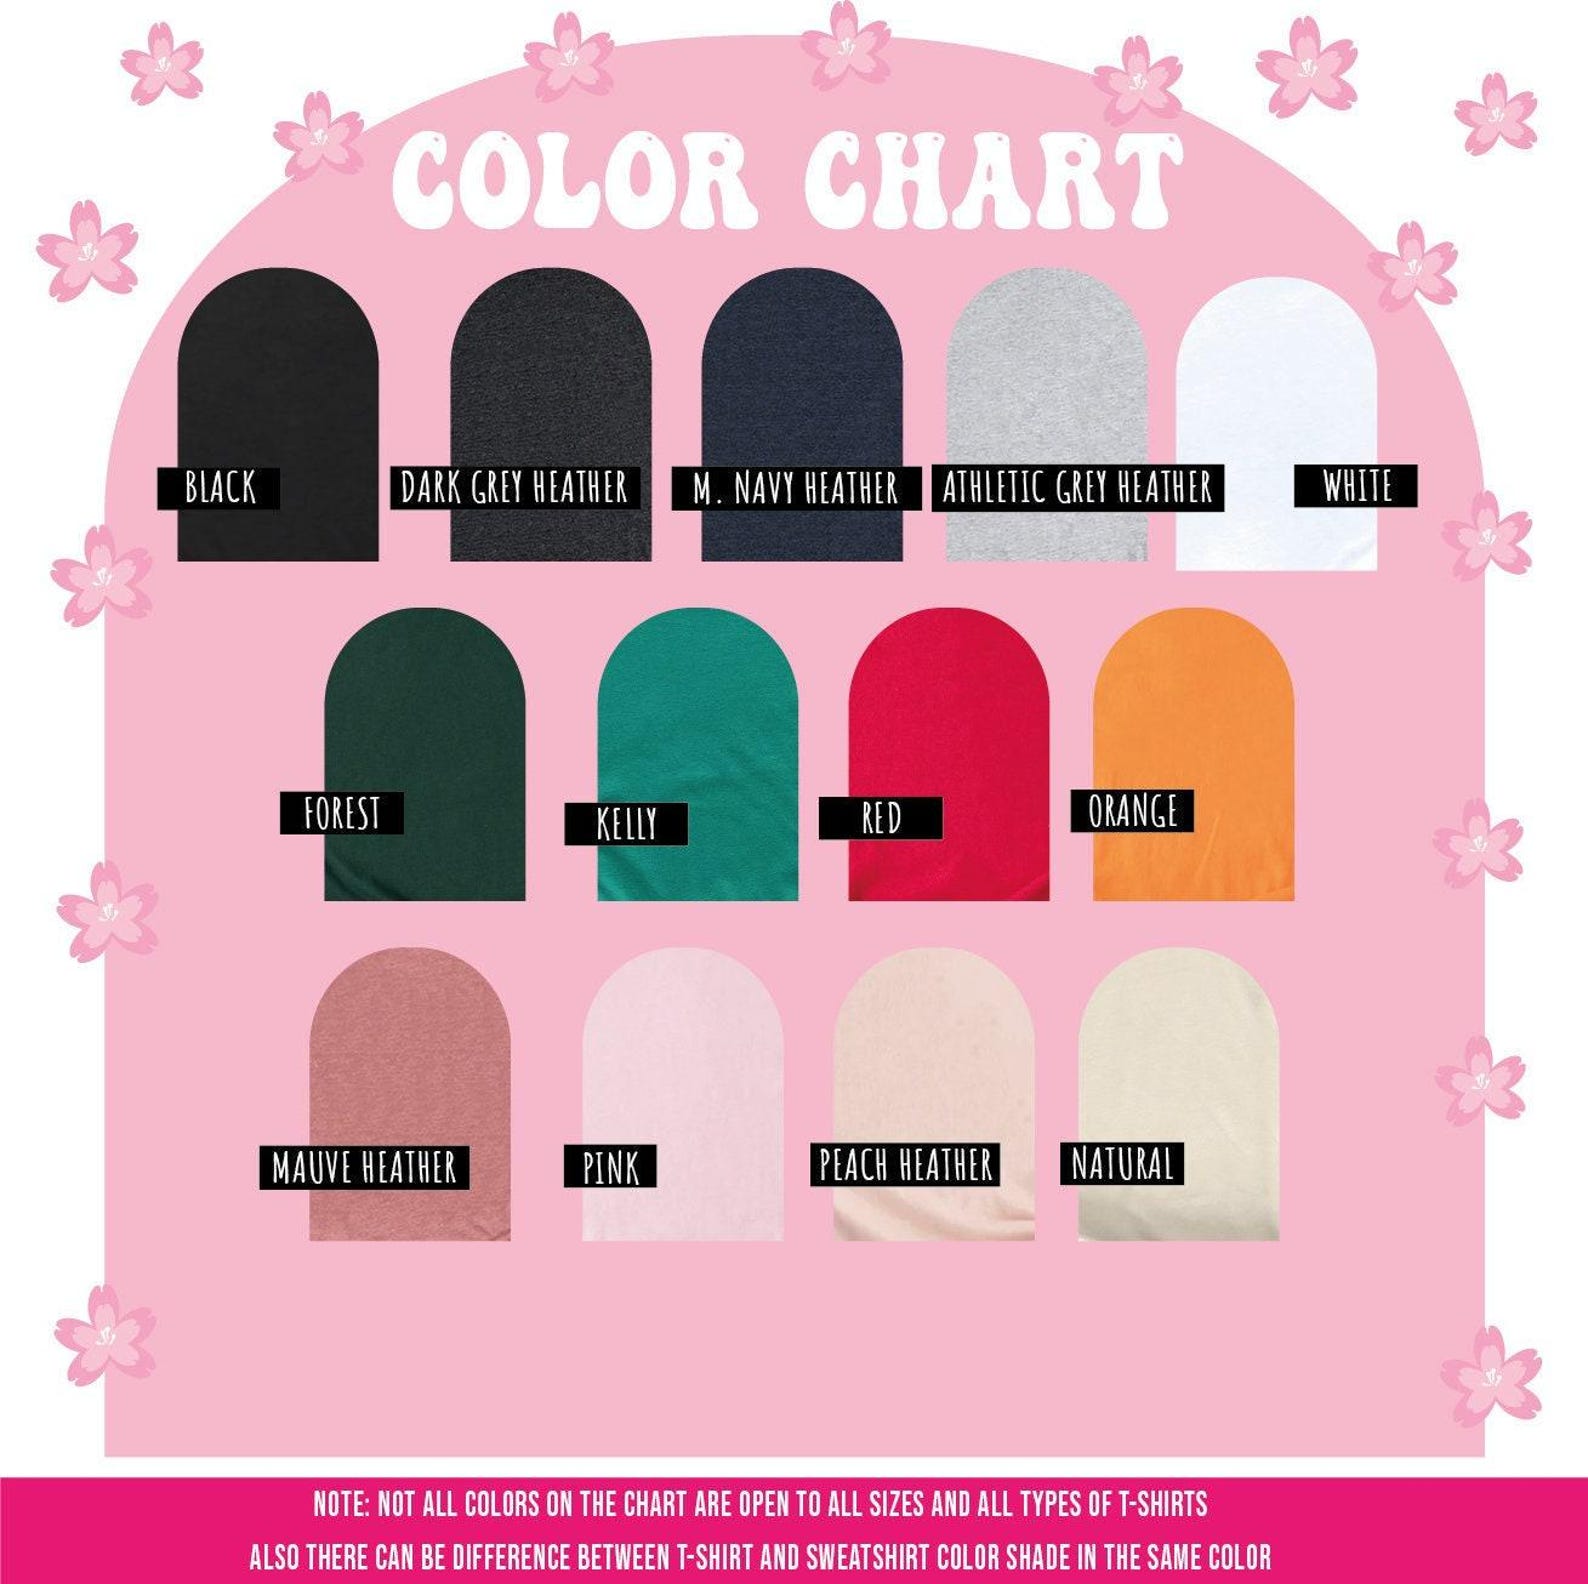 COLOR CHART
BLACK
DARK GREY HEATHER
M. NAVY HEATHER
ATHLETIC GREY HEATHER
WHITE
FOREST
KELLY
RED
ORANGE
MAUVE HEATHER
PINK
PEACH HEATHER
NATURAL
NOTE: NOT ALL COLORS ON THE CHART ARE OPEN TO ALL SIZES AND ALL TYPES OF T-SHIRTS
ALSO THERE CAN BE DIFFERENCE BETWEEN T-SHIRT AND SWEATSHIRT COLOR SHADE IN THE SAME COLOR